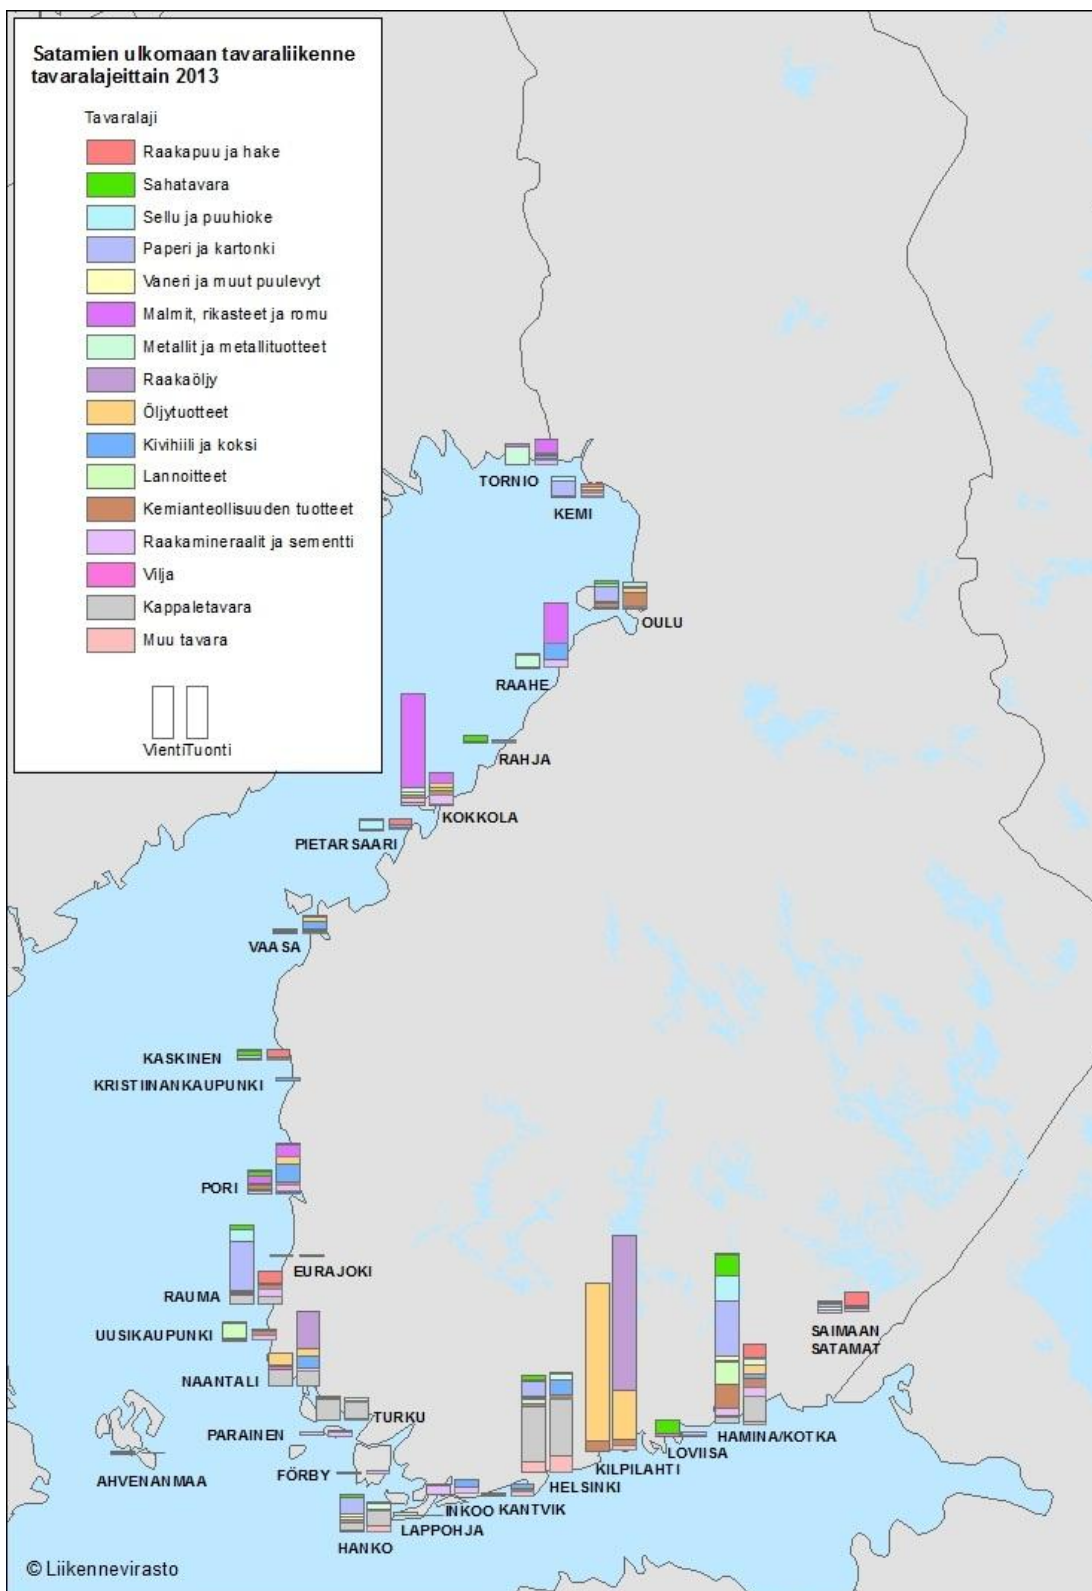 Satamien ulkomaan tavaraliikenne
tavaralajeittain 2013
Tavaralaji
Raakapuu ja hake
Sahatavara
Sellu ja puuhioke
Paperi ja kartonki
Vaneri ja muut puulevyt
Malmit, rikasteet ja romu
Metallit ja metallituotteet
Raakaöljy
Öljytuotteet
Kivihiili ja koksi
Lannoitteet
Kemianteollisuuden tuotteet
Raakamineraalit ja sementti
Vilja
Kappaletavara
Muu tavara
Vienti Tuonti
TORNIO
KEMI
OULU
RAAHE
RAHJA
KOKKOLA
PIETARSAARI
VAASA
KASKINEN
KRISTIINANKAUPUNKI
PORI
EURAJOKI
RAUMA
UUSIKAUPUNKI
NAANTALI
TURKU
PARAINEN
AHVENANMAA
FÖRBY
HANKO
LAPPOHJA
INKOO
KANTVIK
HELSINKI
KILPILAHTI
LOVIISA
HAMINA/KOTKA
SAIMAAN
SATAMAT
© Liikennevirasto